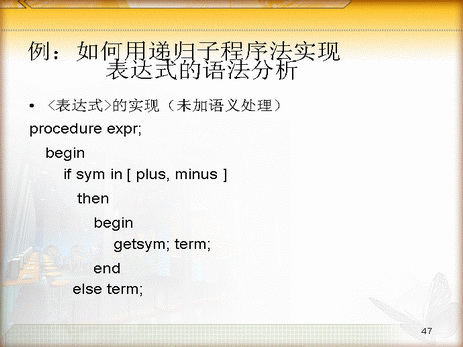 例：如何用递归子程序法实现
表达式的语法分析
• <表达式>的实现（未加语义处理）
procedure expr;
begin
if sym in [ plus, minus ]
then
begin
getsym; term;
end
else term;
47